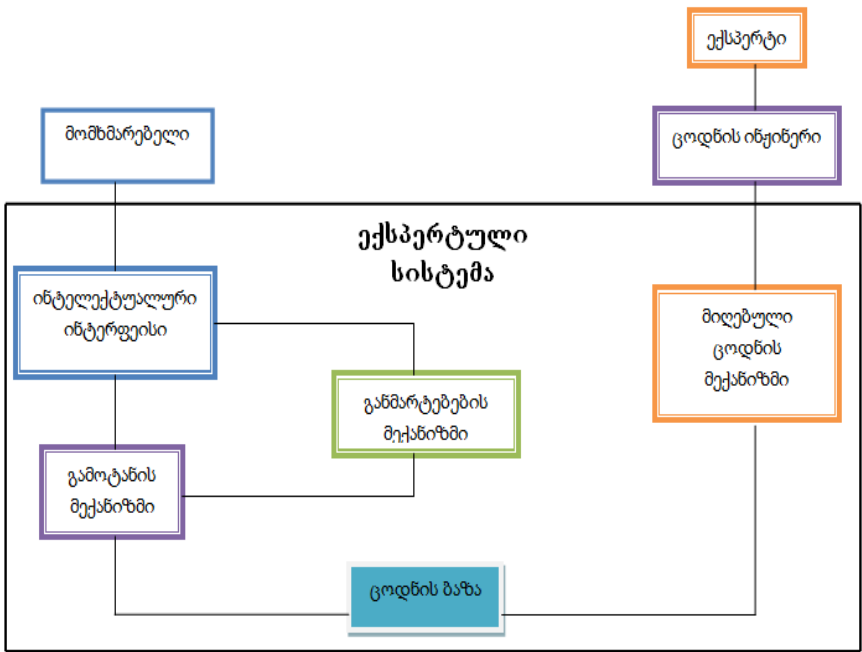 ექსპერტი
მომხმარებელი
ცოდნის ინჟინერი
ექსპერტული
სისტემა
ინტელექტუალური
ინტერფეისი
მიღებული
ცოდნის
მექანიზმი
განმარტებების
მექანიზმი
გამოტანის
მექანიზმი
ცოდნის ბაზა